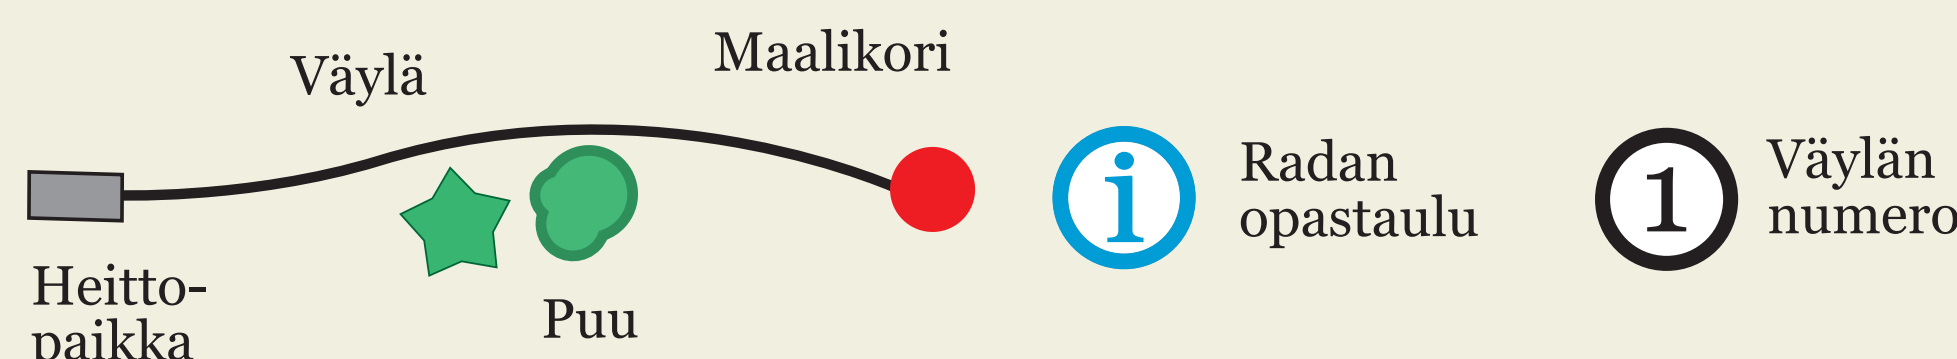 Väylä
Maalikori
Heitto-
paikka
Puu
i
Radan
opastaulu
1
Väylän
numero